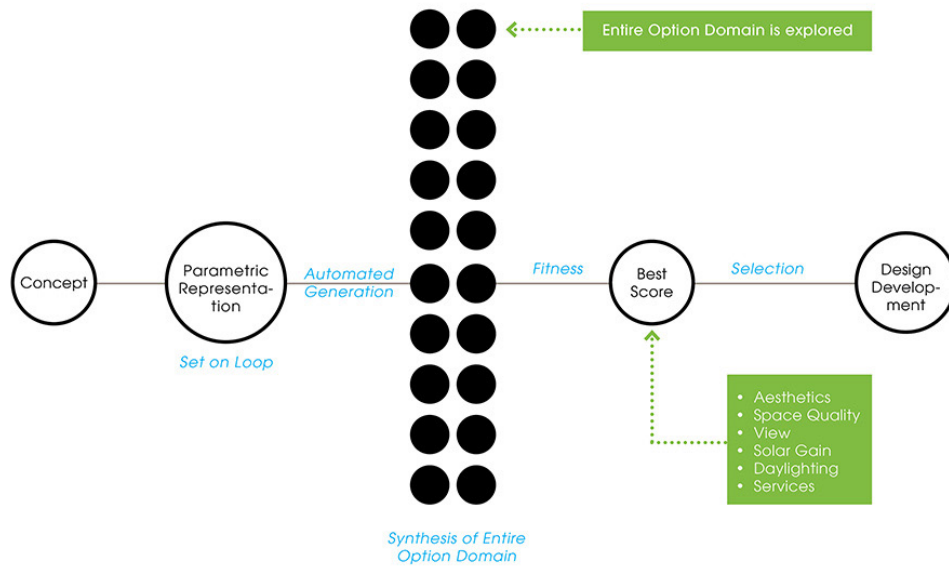 Entire Option Domain is explored
Concept
Parametric
Representa-
tion
Set on Loop
Automated
Generation
Synthesis of Entire
Option Domain
Fitness
Best
Score
Selection
Design
Develop-
ment
• Aesthetics
• Space Quality
• View
• Solar Gain
• Daylighting
• Services